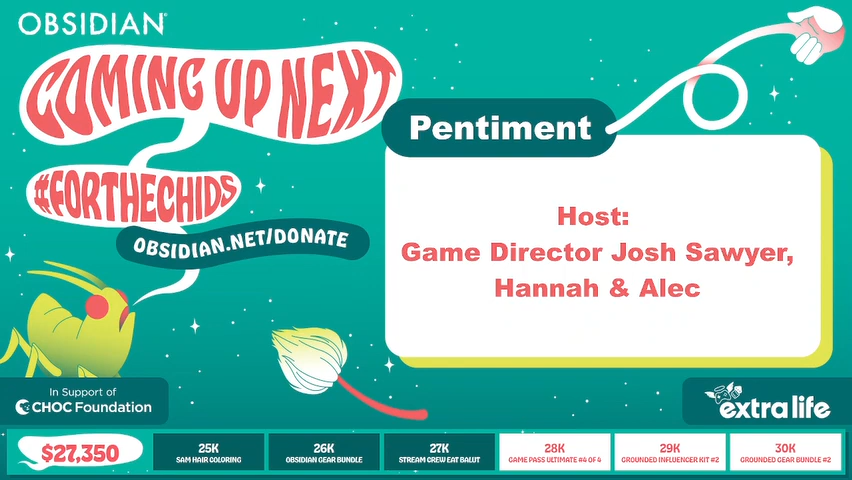 OBSIDIAN
COMING UP NEXT
#FORTHECHIDS
OBSIDIAN.NET/DONATE
Pentiment
Host:
Game Director Josh Sawyer,
Hannah & Alec
In Support of
CHOC Foundation
extralife
$27,350
25K
SAM HAIR COLORING
26K
OBSIDIAN GEAR BUNDLE
27K
STREAM CREW EAT BALUT
28K
GAME PASS ULTIMATE #4 OF 4
29K
GROUNDED INFLUENCER KIT #2
30K
GROUNDED GEAR BUNDLE #2